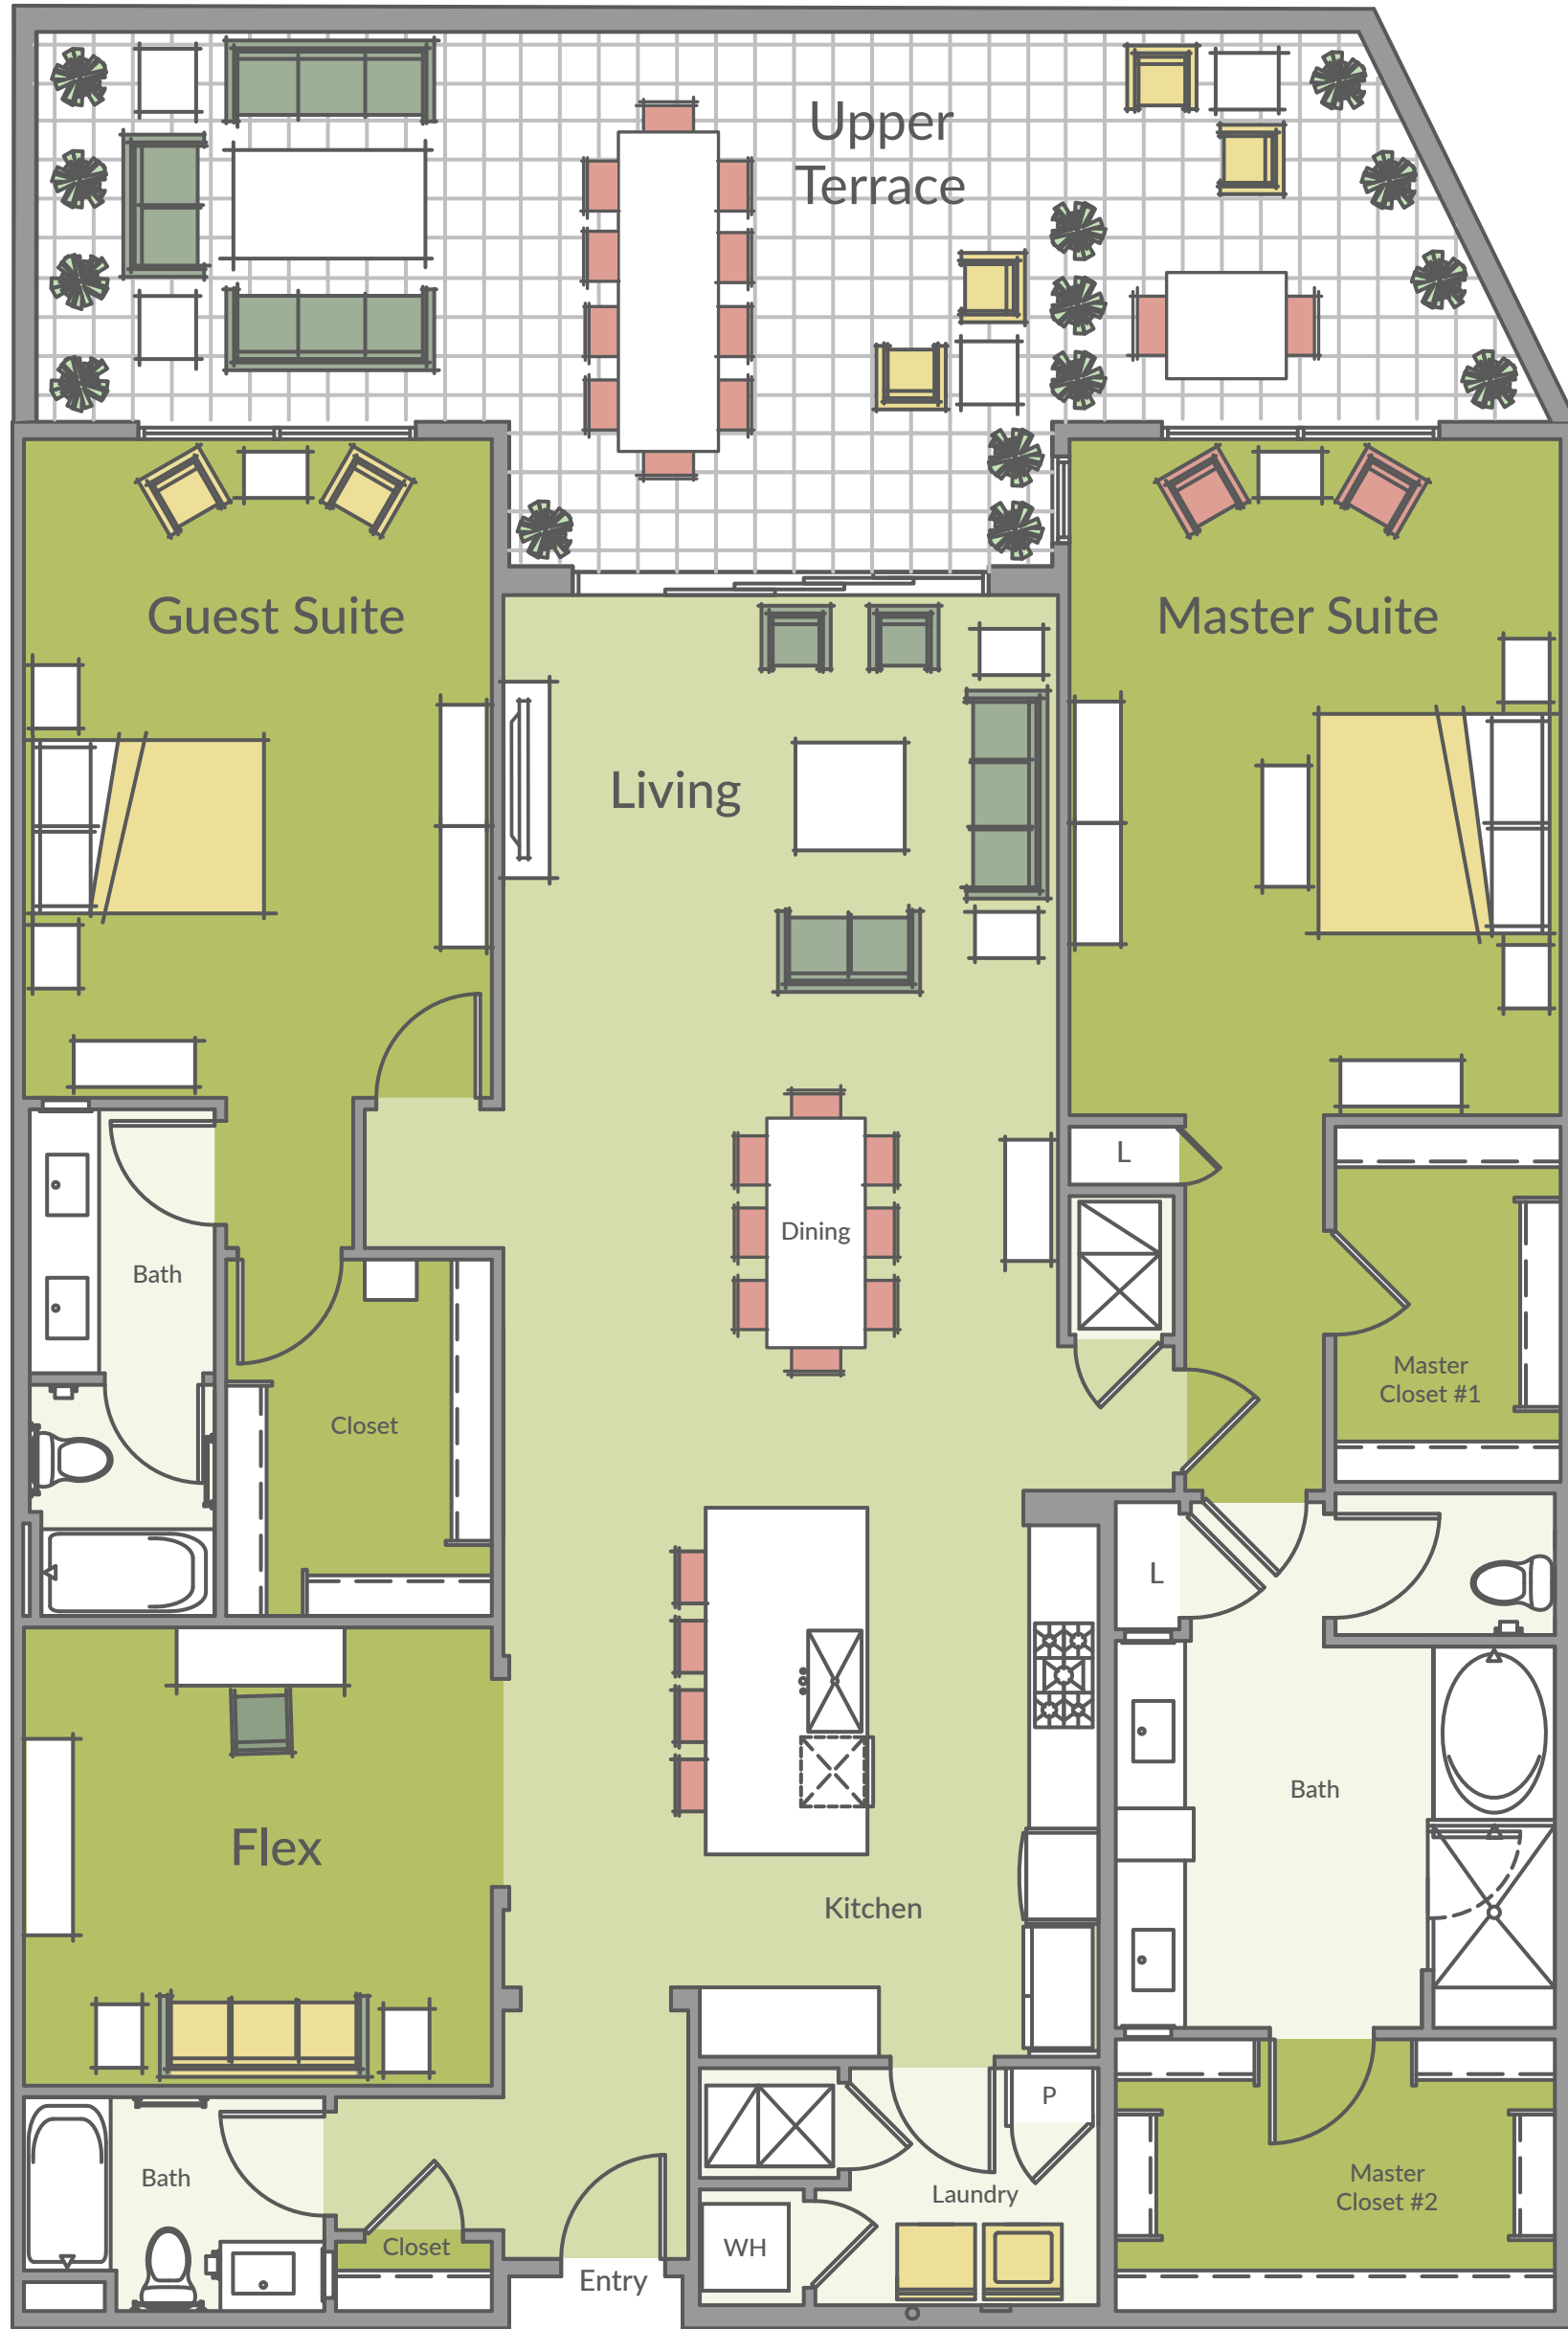 Upper
Terrace
Guest Suite
Master Suite
Living
L
Dining
Bath
Master
Closet #1
Closet
L
Bath
Flex
Kitchen
P
Bath
Master
Closet #2
Laundry
Closet
WH
Entry